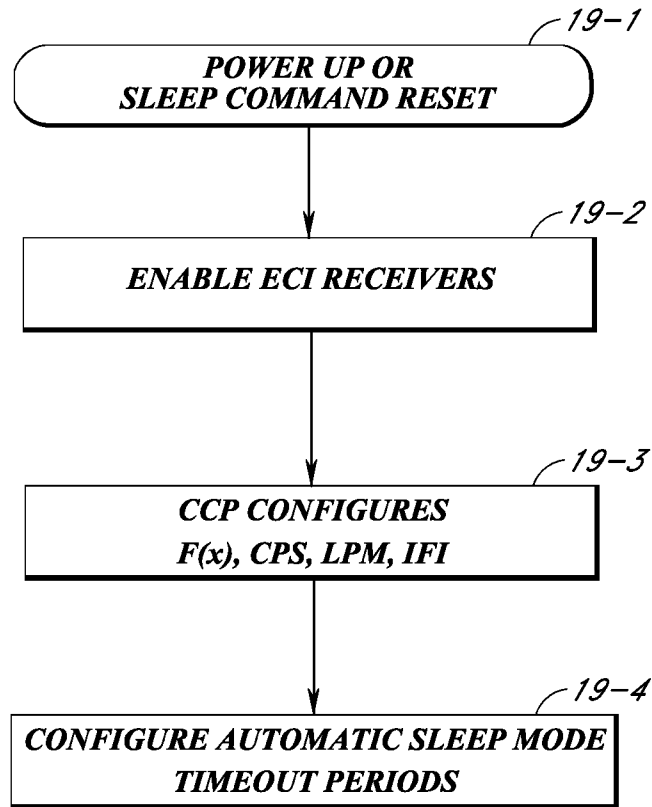 19-1
POWER UP OR
SLEEP COMMAND RESET
19-2
ENABLE ECI RECEIVERS
19-3
CCP CONFIGURES
F(x), CPS, LPM, IFI
19-4
CONFIGURE AUTOMATIC SLEEP MODE
TIMEOUT PERIODS